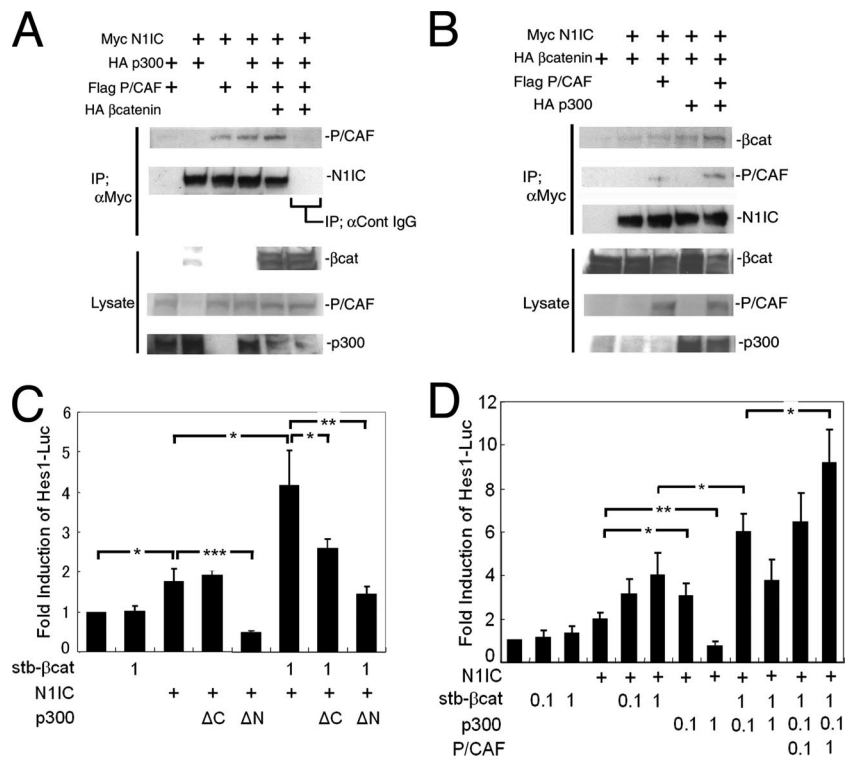 A
Myc N1IC + + + + +
HA p300 + + + + +
Flag P/CAF + + + + +
HA βcatenin + +
-P/CAF
IP; αMyc
-N1IC
IP; αCont IgG
-βcat
Lysate
-P/CAF
-p300
B
Myc N1IC + + + +
HA βcatenin + + + + +
Flag P/CAF + +
HA p300 + +
-βcat
IP; αMyc
-P/CAF
-N1IC
-βcat
Lysate
-P/CAF
-p300
C
Fold Induction of Hes1-Luc
6
5
4
3
2
1
0
* *** * * **
stb-βcat 1 1 1 1
N1IC + + + + + +
p300 ΔC ΔN ΔC ΔN
D
Fold Induction of Hes1-Luc
12
10
8
6
4
2
0
* ** * *
N1IC + + + + + + + + +
stb-βcat 0.1 1 0.1 1 1 1 1 1
p300 0.1 1 0.1 1 0.1 0.1
P/CAF 0.1 1